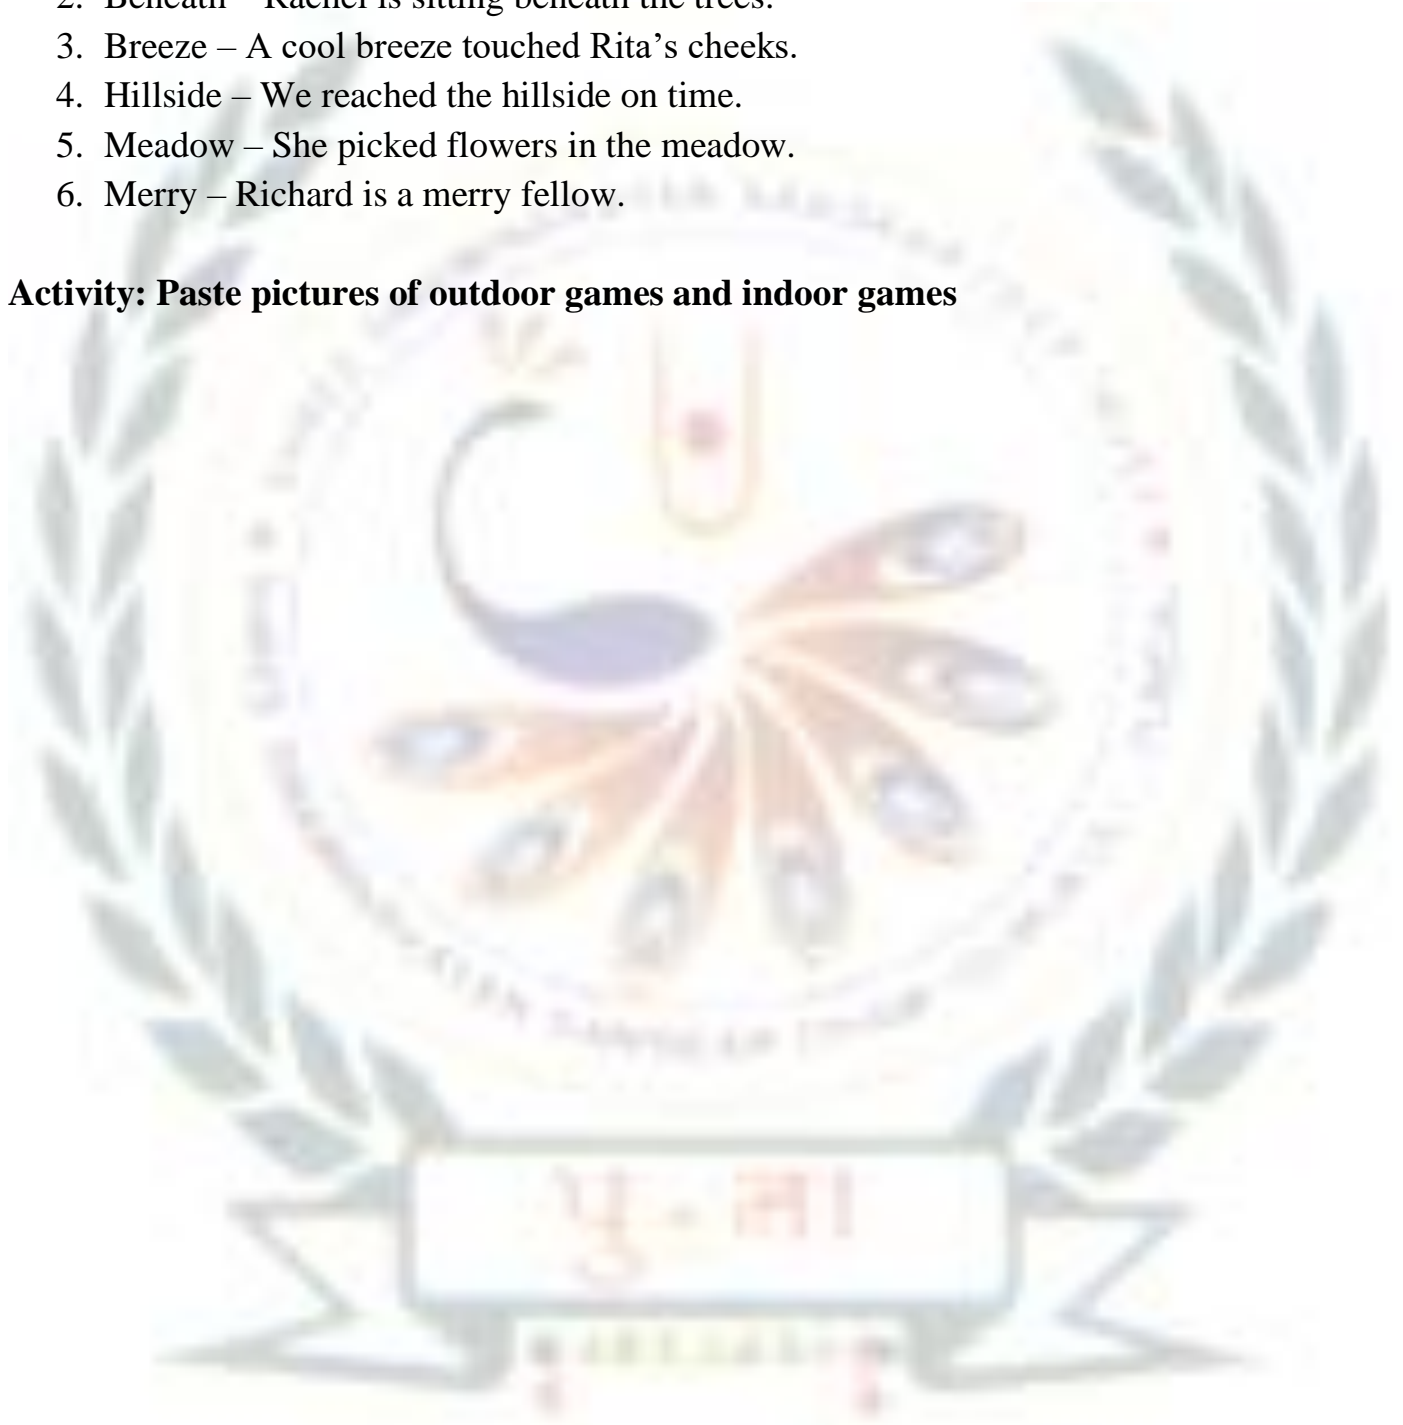 2. Beneath – Rachel is sitting beneath the trees.
3. Breeze – A cool breeze touched Rita’s cheeks.
4. Hillside – We reached the hillside on time.
5. Meadow – She picked flowers in the meadow.
6. Merry – Richard is a merry fellow.
Activity: Paste pictures of outdoor games and indoor games
पु - ना